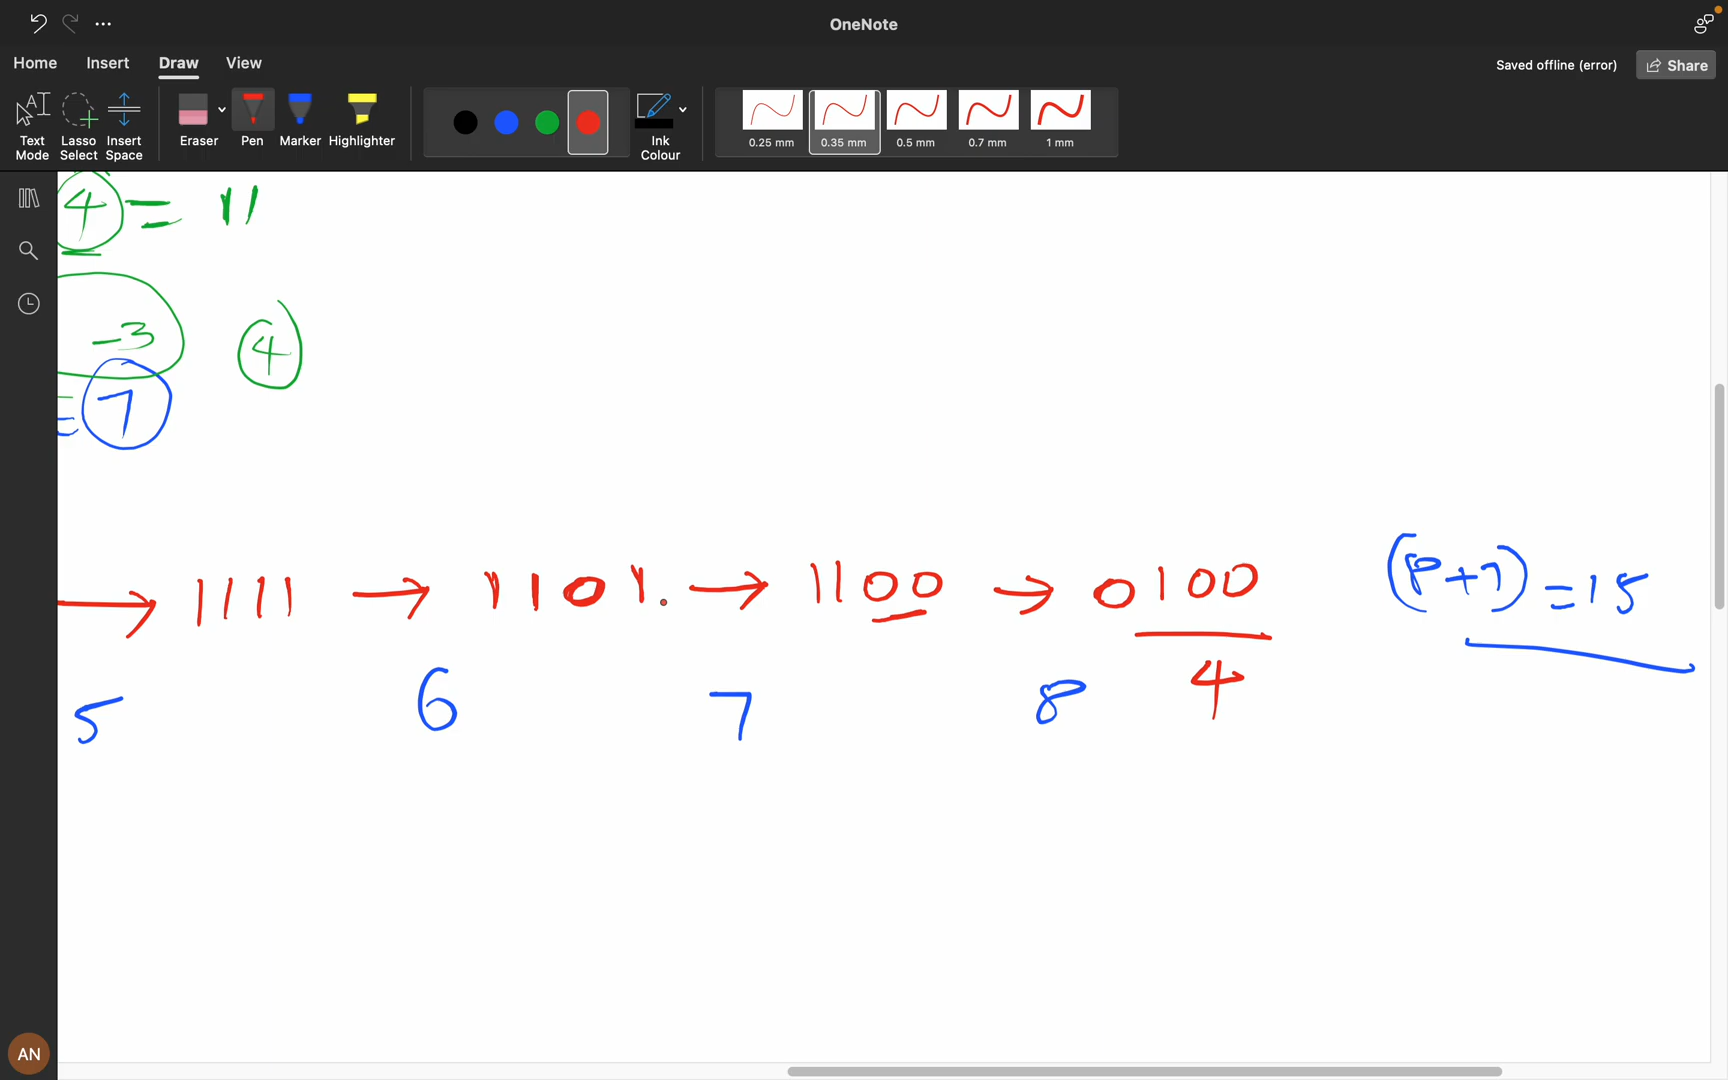 OneNote
Home Insert Draw View
Saved offline (error) Share
Text Mode Lasso Select Insert Space Eraser Pen Marker Highlighter Ink Colour 0.25 mm 0.35 mm 0.5 mm 0.7 mm 1 mm
4 = 11
-3 4
= 7
→ 1111 → 1101 → 1100 → 0100 (8+7) = 15
5 6 7 8 4
AN